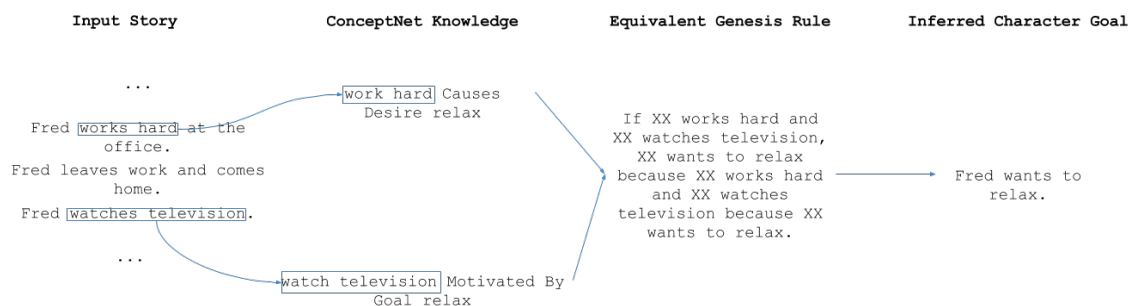 Input Story
ConceptNet Knowledge
Equivalent Genesis Rule
Inferred Character Goal
...
Fred works hard at the
office.
Fred leaves work and comes
home.
Fred watches television.
...
work hard Causes
Desire relax
watch television Motivated By
Goal relax
If XX works hard and
XX watches television,
XX wants to relax
because XX works hard
and XX watches
television because XX
wants to relax.
Fred wants to
relax.